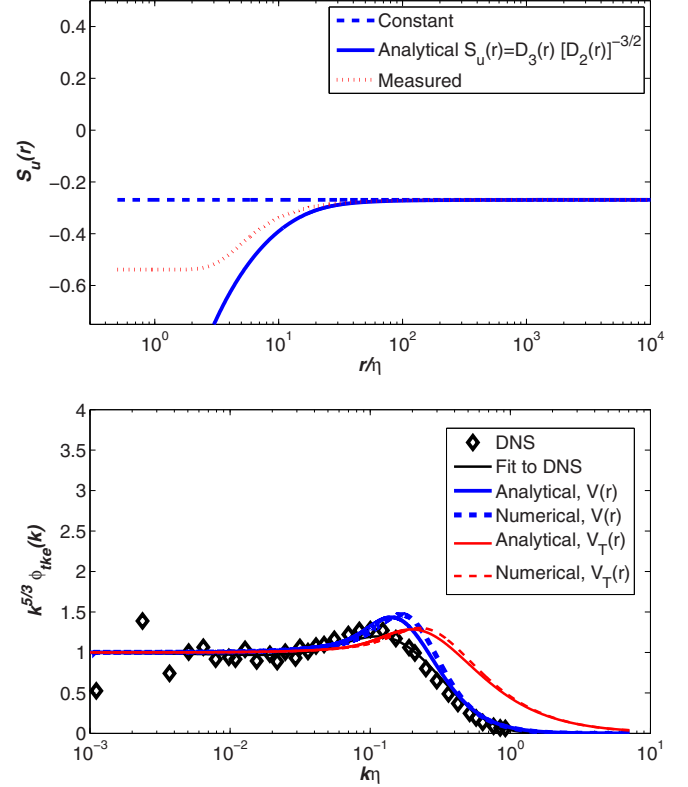 0.4
0.2
0
−0.2
−0.4
−0.6
S_u(r)
Constant
Analytical S_u(r)=D_3(r) [D_2(r)]^{−3/2}
Measured
10^0
10^1
10^2
10^3
10^4
r/η
4
3.5
3
2.5
2
1.5
1
0.5
0
k^{5/3} ϕ_{tke}(k)
DNS
Fit to DNS
Analytical, V(r)
Numerical, V(r)
Analytical, V_T(r)
Numerical, V_T(r)
10^{−3}
10^{−2}
10^{−1}
10^0
10^1
kη